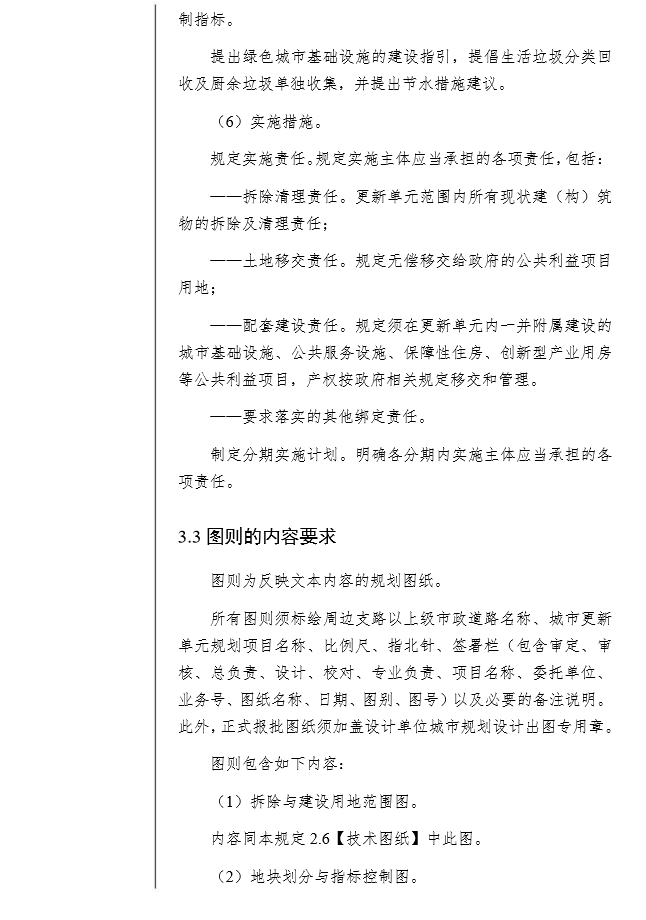 制指标。
提出绿色城市基础设施的建设指引，提倡生活垃圾分类回
收及厨余垃圾单独收集，并提出节水措施建议。
（6）实施措施。
规定实施责任。规定实施主体应当承担的各项责任，包括：
——拆除清理责任。更新单元范围内所有现状建（构）筑
物的拆除及清理责任；
——土地移交责任。规定无偿移交给政府的公共利益项目
用地；
——配套建设责任。规定须在更新单元内一并附属建设的
城市基础设施、公共服务设施、保障性住房、创新型产业用房
等公共利益项目，产权按政府相关规定移交和管理。
——要求落实的其他绑定责任。
制定分期实施计划。明确各分期内实施主体应当承担的各
项责任。
3.3 图则的内容要求
图则为反映文本内容的规划图纸。
所有图则须标绘周边支路以上级市政道路名称、城市更新
单元规划项目名称、比例尺、指北针、签署栏（包含审定、审
核、总负责、设计、校对、专业负责、项目名称、委托单位、
业务号、图纸名称、日期、图别、图号）以及必要的备注说明。
此外，正式报批图纸须加盖设计单位城市规划设计出图专用章。
图则包含如下内容：
（1）拆除与建设用地范围图。
内容同本规定 2.6【技术图纸】中此图。
（2）地块划分与指标控制图。